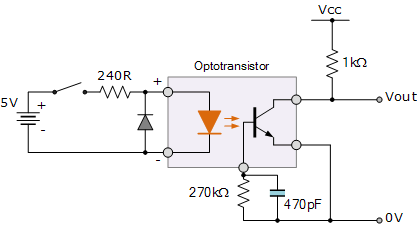 Vcc
Optotransistor
240R
+
1kΩ
5V
+
-
Vout
-
270kΩ
470pF
0V